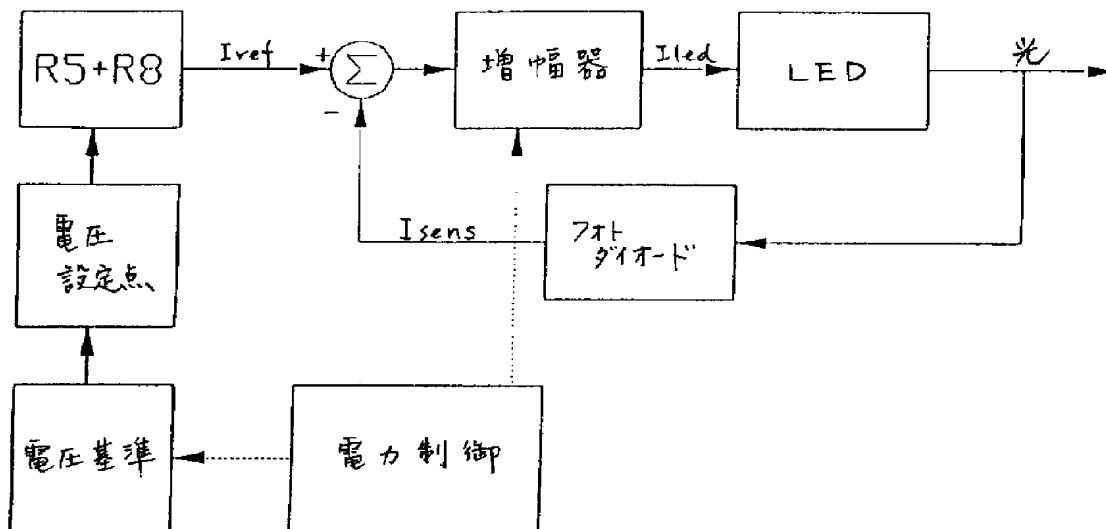 R5+R8
Iref
+
Σ
-
増幅器
Iled
LED
光
電圧
設定点
Isens
フォト
ダイオード
電圧基準
電力制御